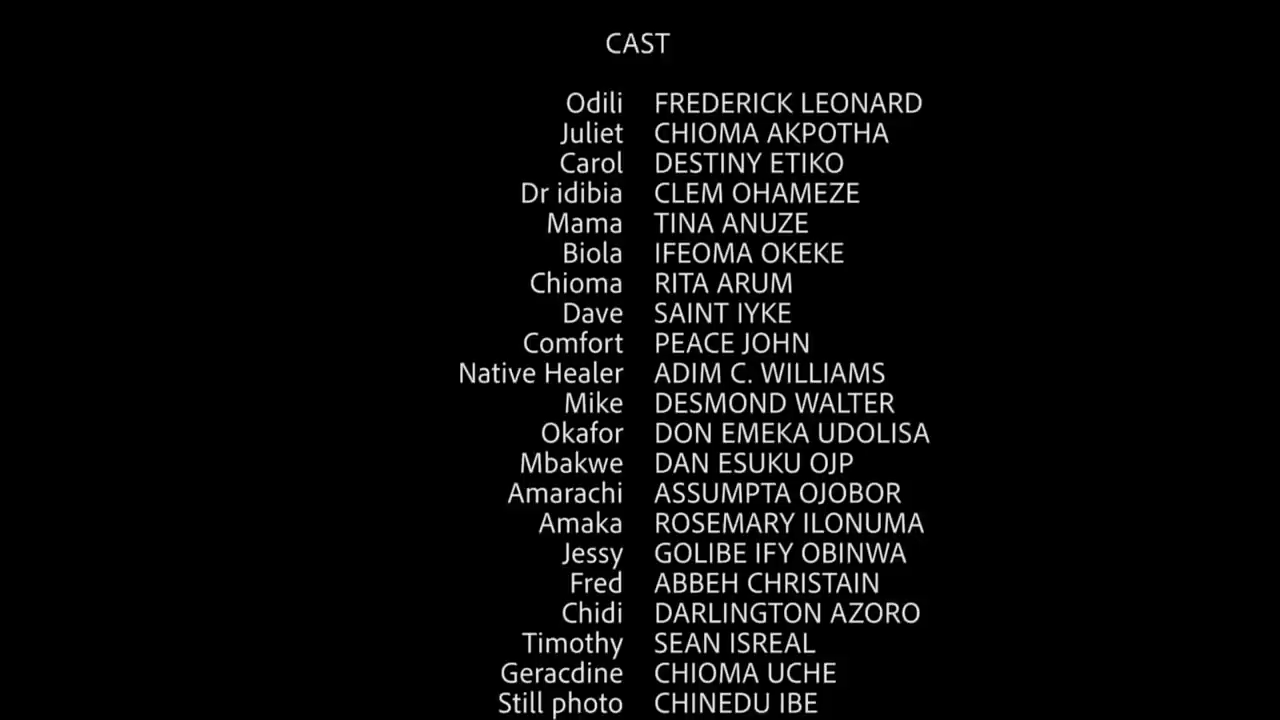 CAST
Odili FREDERICK LEONARD
Juliet CHIOMA AKPOTHA
Carol DESTINY ETIKO
Dr idibia CLEM OHAMEZE
Mama TINA ANUZE
Biola IFEOMA OKEKE
Chioma RITA ARUM
Dave SAINT IYKE
Comfort PEACE JOHN
Native Healer ADIM C. WILLIAMS
Mike DESMOND WALTER
Okafor DON EMEKA UDOLISA
Mbakwe DAN ESUKU OJP
Amarachi ASSUMPTA OJOBOR
Amaka ROSEMARY ILONUMA
Jessy GOLIBE IFY OBINWA
Fred ABBEH CHRISTAIN
Chidi DARLINGTON AZORO
Timothy SEAN ISREAL
Geracdine CHIOMA UCHE
Still photo CHINEDU IBE